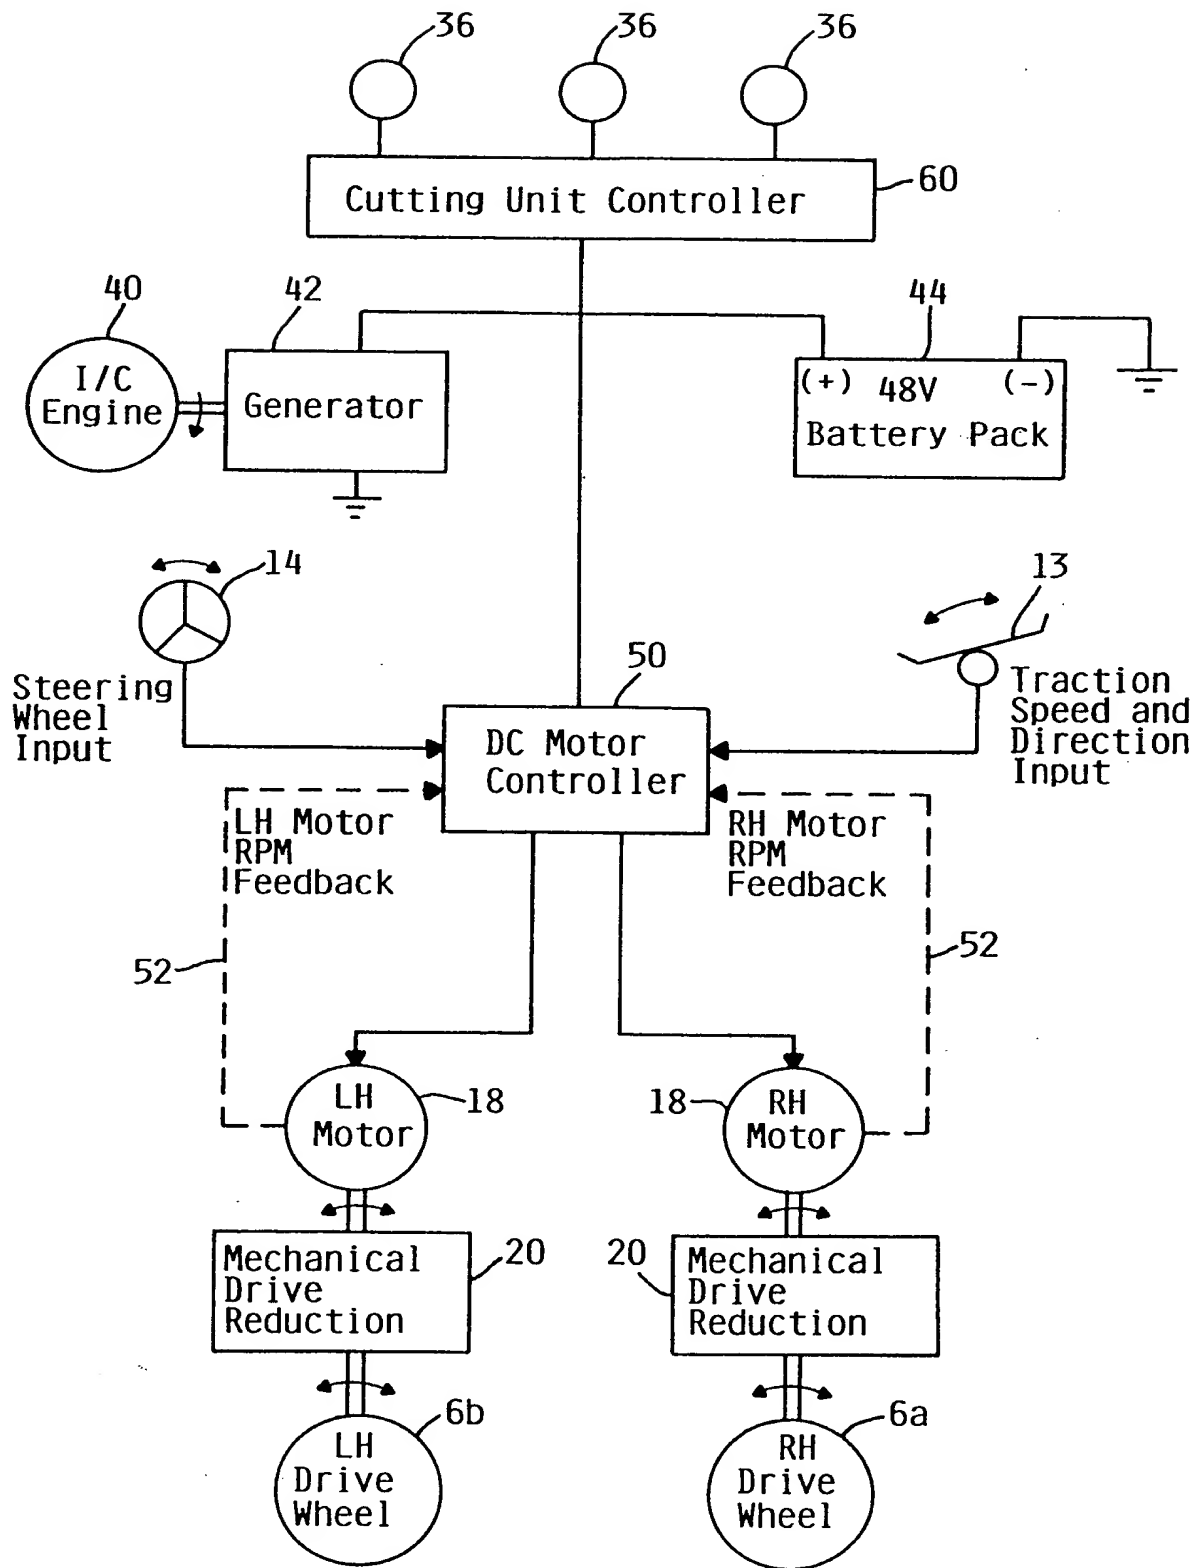 36
36
36
Cutting Unit Controller
60
40
42
44
I/C
Engine
Generator
(+) 48V (-)
Battery Pack
14
13
Steering
Wheel
Input
50
DC Motor
Controller
Traction
Speed and
Direction
Input
LH Motor
RPM
Feedback
RH Motor
RPM
Feedback
52
52
LH
Motor
18
18
RH
Motor
Mechanical
Drive
Reduction
20
20
Mechanical
Drive
Reduction
6b
6a
LH
Drive
Wheel
RH
Drive
Wheel